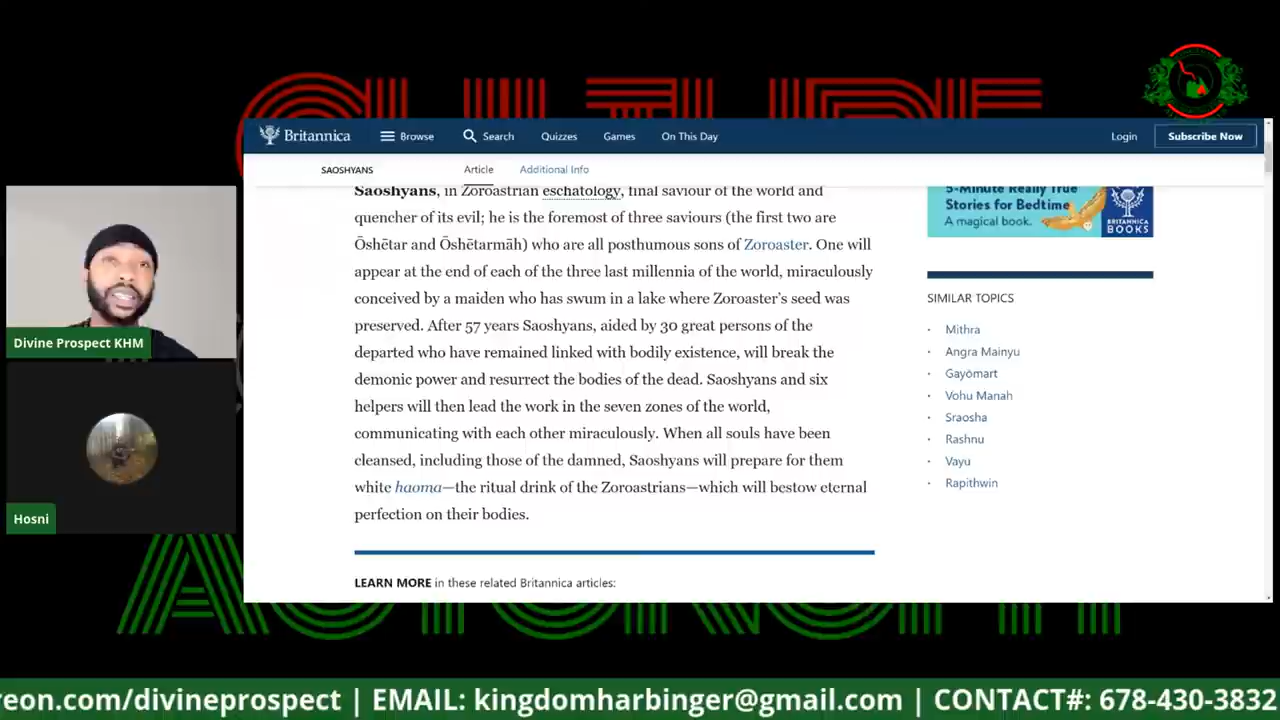 Britannica
Browse
Search
Quizzes
Games
On This Day
Login
Subscribe Now
SAOSHYANS
Article
Additional Info
Saoshyans, in Zoroastrian eschatology, final saviour of the world and
quencher of its evil; he is the foremost of three saviours (the first two are
Ōshētar and Ōshētarmāh) who are all posthumous sons of Zoroaster. One will
appear at the end of each of the three last millennia of the world, miraculously
conceived by a maiden who has swum in a lake where Zoroaster's seed was
preserved. After 57 years Saoshyans, aided by 30 great persons of the
departed who have remained linked with bodily existence, will break the
demonic power and resurrect the bodies of the dead. Saoshyans and six
helpers will then lead the work in the seven zones of the world,
communicating with each other miraculously. When all souls have been
cleansed, including those of the damned, Saoshyans will prepare for them
white haoma—the ritual drink of the Zoroastrians—which will bestow eternal
perfection on their bodies.
LEARN MORE in these related Britannica articles:
5-Minute Really True
Stories for Bedtime
A magical book.
BRITANNICA
BOOKS
SIMILAR TOPICS
Mithra
Angra Mainyu
Gayōmart
Vohu Manah
Sraosha
Rashnu
Vayu
Rapithwin
Divine Prospect KHM
Hosni
reon.com/divineprospect | EMAIL: kingdomharbinger@gmail.com | CONTACT#: 678-430-3832